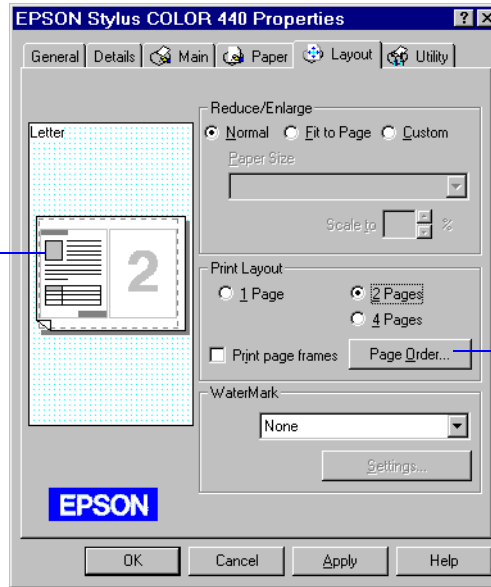 EPSON Stylus COLOR 440 Properties
General Details Main Paper Layout Utility
Letter
2
EPSON
Reduce/Enlarge
Normal Fit to Page Custom
Paper Size
Scale to %
Print Layout
1 Page 2 Pages
4 Pages
Print page frames Page Order...
WaterMark
None
Settings...
OK Cancel Apply Help